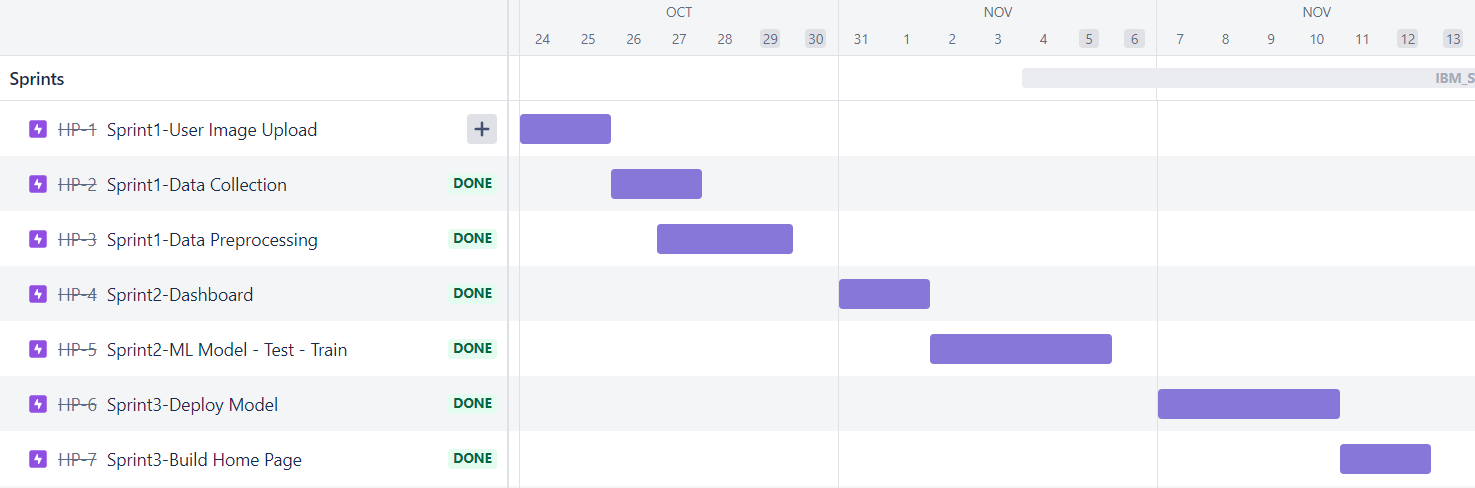 OCT NOV NOV
24 25 26 27 28 29 30 31 1 2 3 4 5 6 7 8 9 10 11 12 13
Sprints IBM_S
HP-1 Sprint1-User Image Upload +
HP-2 Sprint1-Data Collection DONE
HP-3 Sprint1-Data Preprocessing DONE
HP-4 Sprint2-Dashboard DONE
HP-5 Sprint2-ML Model - Test - Train DONE
HP-6 Sprint3-Deploy Model DONE
HP-7 Sprint3-Build Home Page DONE